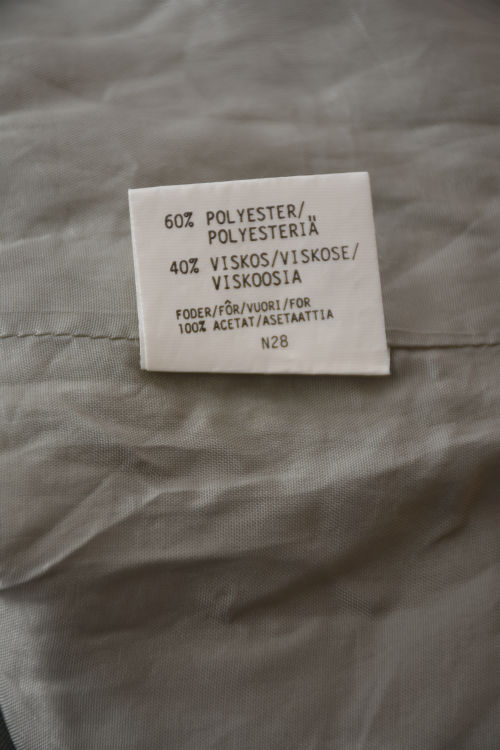 60% POLYESTER/
POLYESTERIÄ
40% VISKOS/VISKOSE/
VISKOOSIA
FODER/FÔR/VUORI/FOR
100% ACETAT/ASETAATTIA
N28